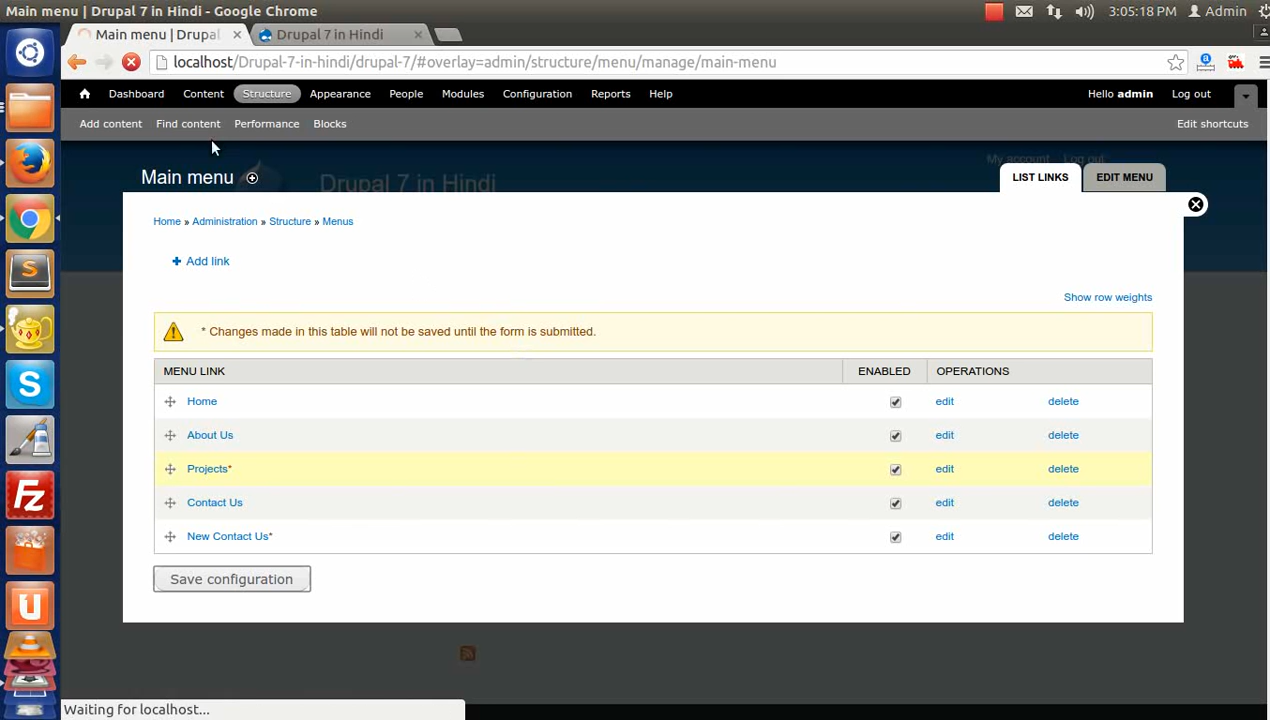 Main menu | Drupal 7 in Hindi - Google Chrome
3:05:18 PM Admin
Main menu | Drupal
Drupal 7 in Hindi
localhost/Drupal-7-in-hindi/drupal-7/#overlay=admin/structure/menu/manage/main-menu
Dashboard Content Structure Appearance People Modules Configuration Reports Help Hello admin Log out
Add content Find content Performance Blocks Edit shortcuts
My account Log out
Main menu
Drupal 7 in Hindi
LIST LINKS EDIT MENU
Home » Administration » Structure » Menus
Add link
Show row weights
* Changes made in this table will not be saved until the form is submitted.
MENU LINK ENABLED OPERATIONS
Home edit delete
About Us edit delete
Projects* edit delete
Contact Us edit delete
New Contact Us* edit delete
Save configuration
Waiting for localhost...